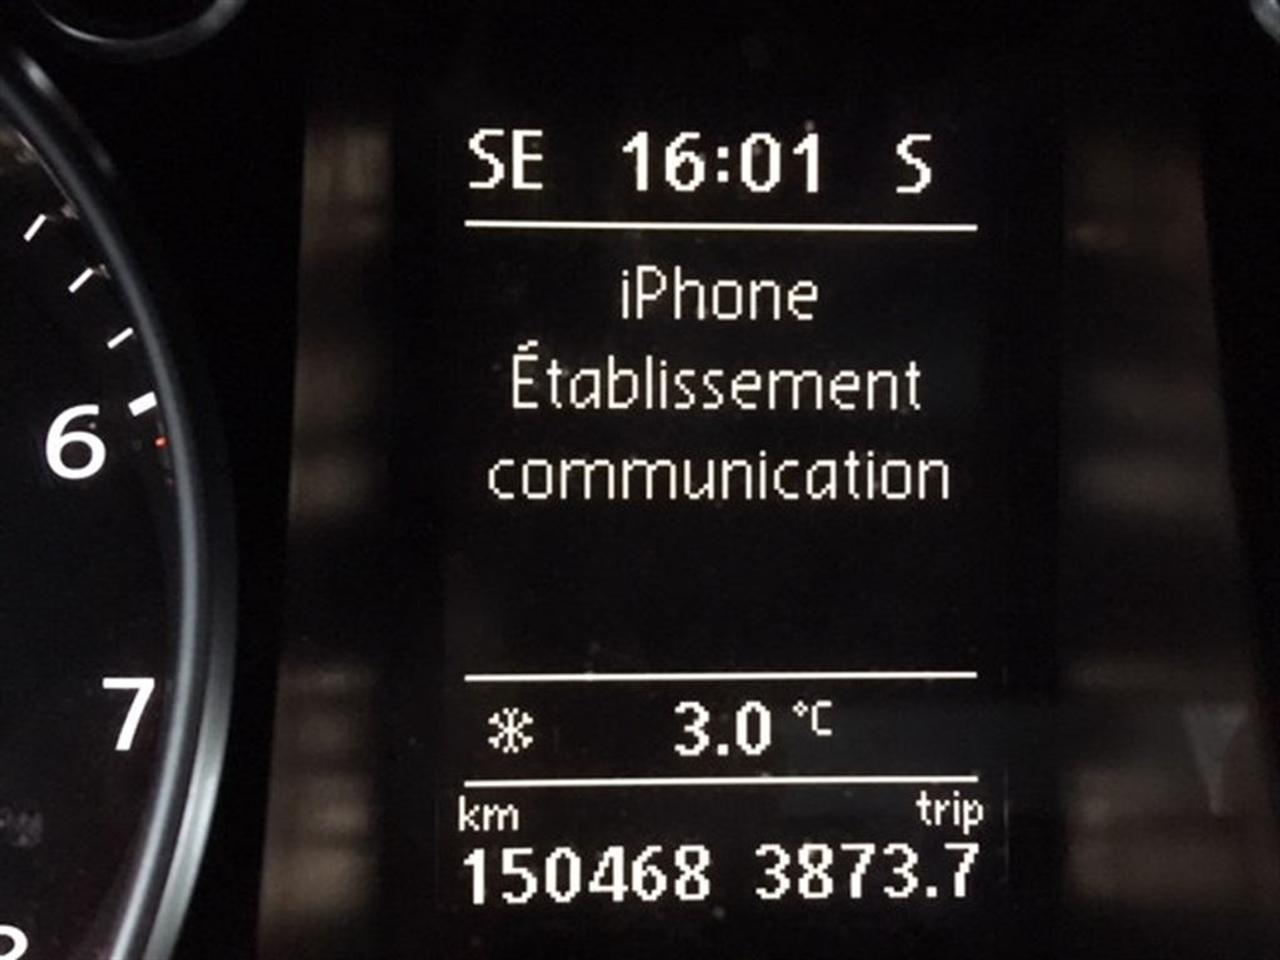 SE 16:01 S
iPhone
Établissement
communication
3.0 °C
km trip
150468 3873.7
6
7